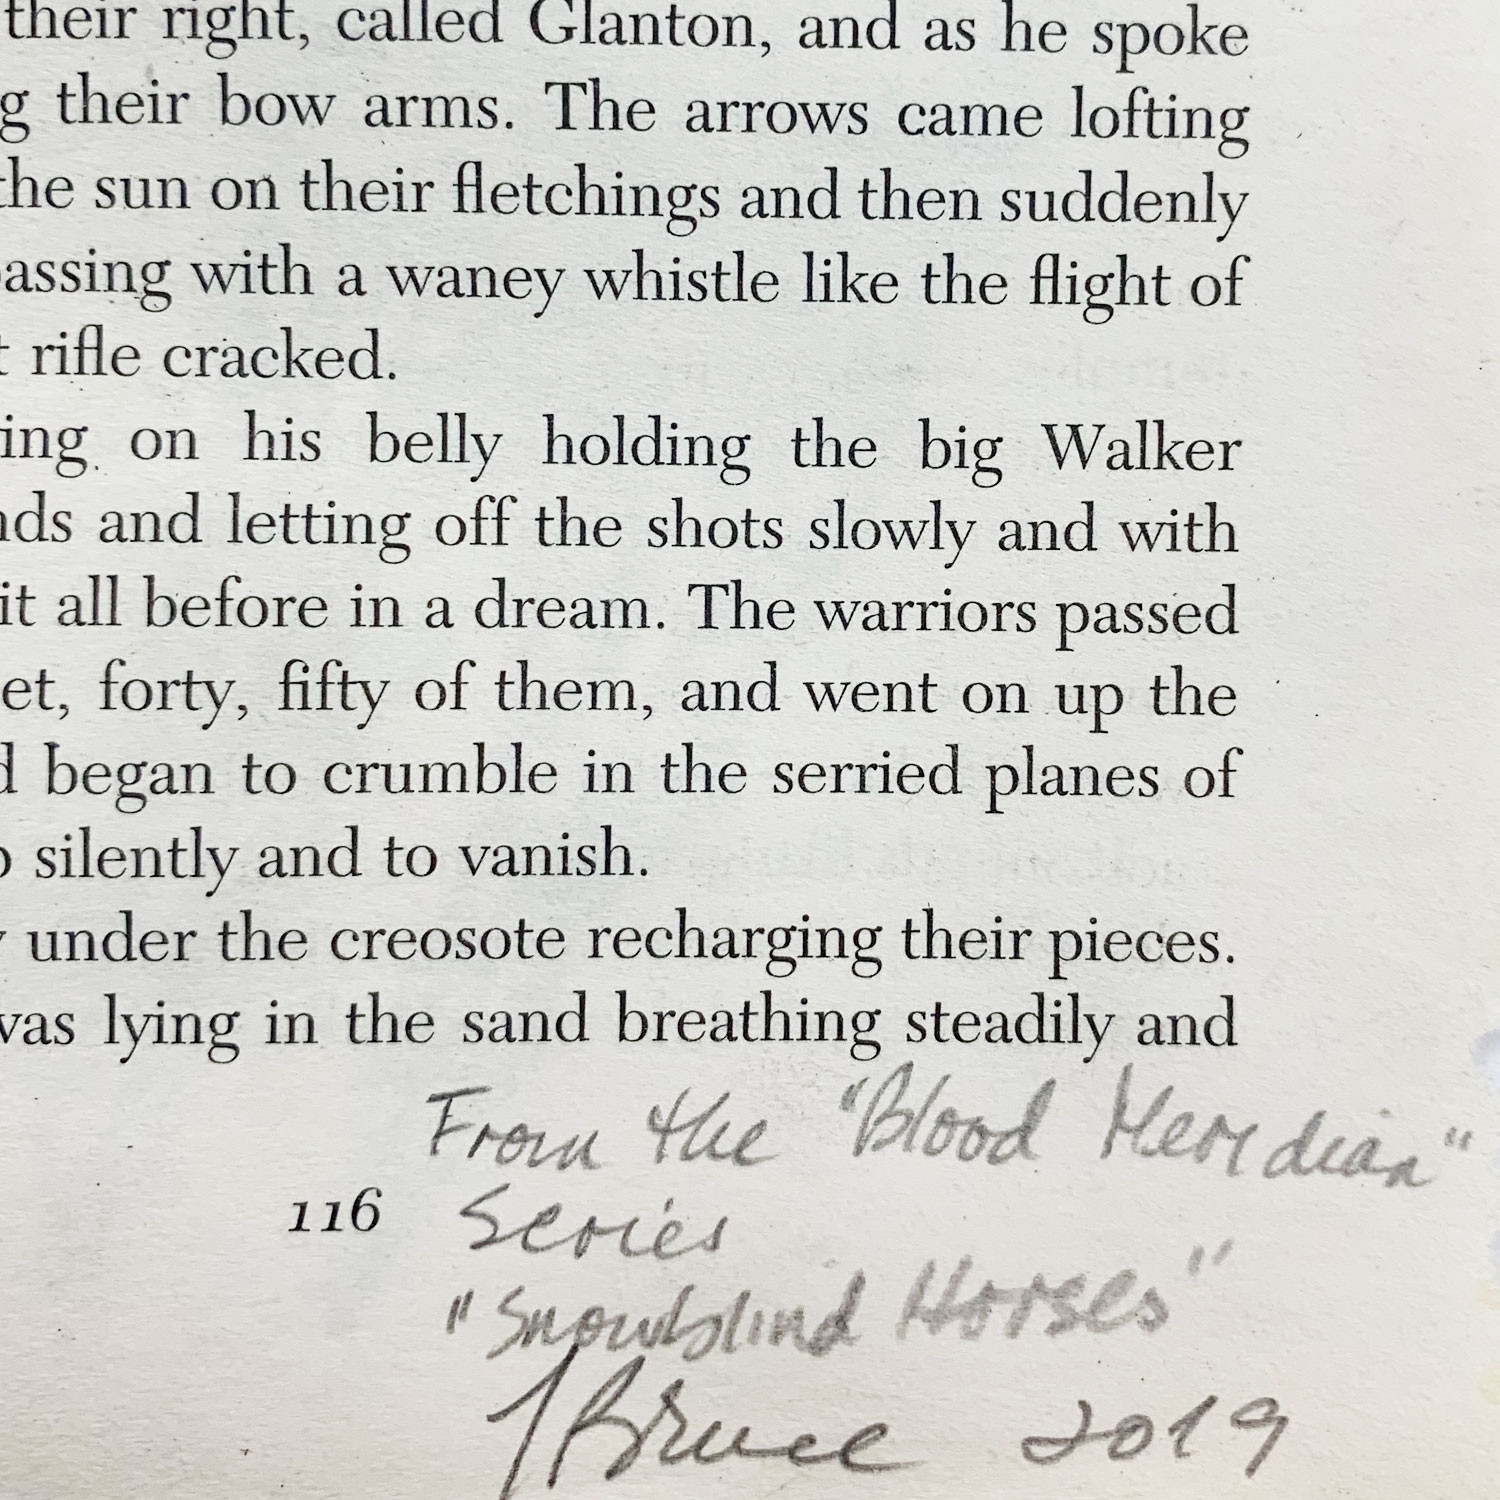 their right, called Glanton, and as he spoke
g their bow arms. The arrows came lofting
the sun on their fletchings and then suddenly
passing with a waney whistle like the flight of
t rifle cracked.
ing on his belly holding the big Walker
nds and letting off the shots slowly and with
it all before in a dream. The warriors passed
et, forty, fifty of them, and went on up the
d began to crumble in the serried planes of
o silently and to vanish.
y under the creosote recharging their pieces.
was lying in the sand breathing steadily and
From the "Blood Meridian"
116 Series
"Snowblind Horses"
JBruce 2019